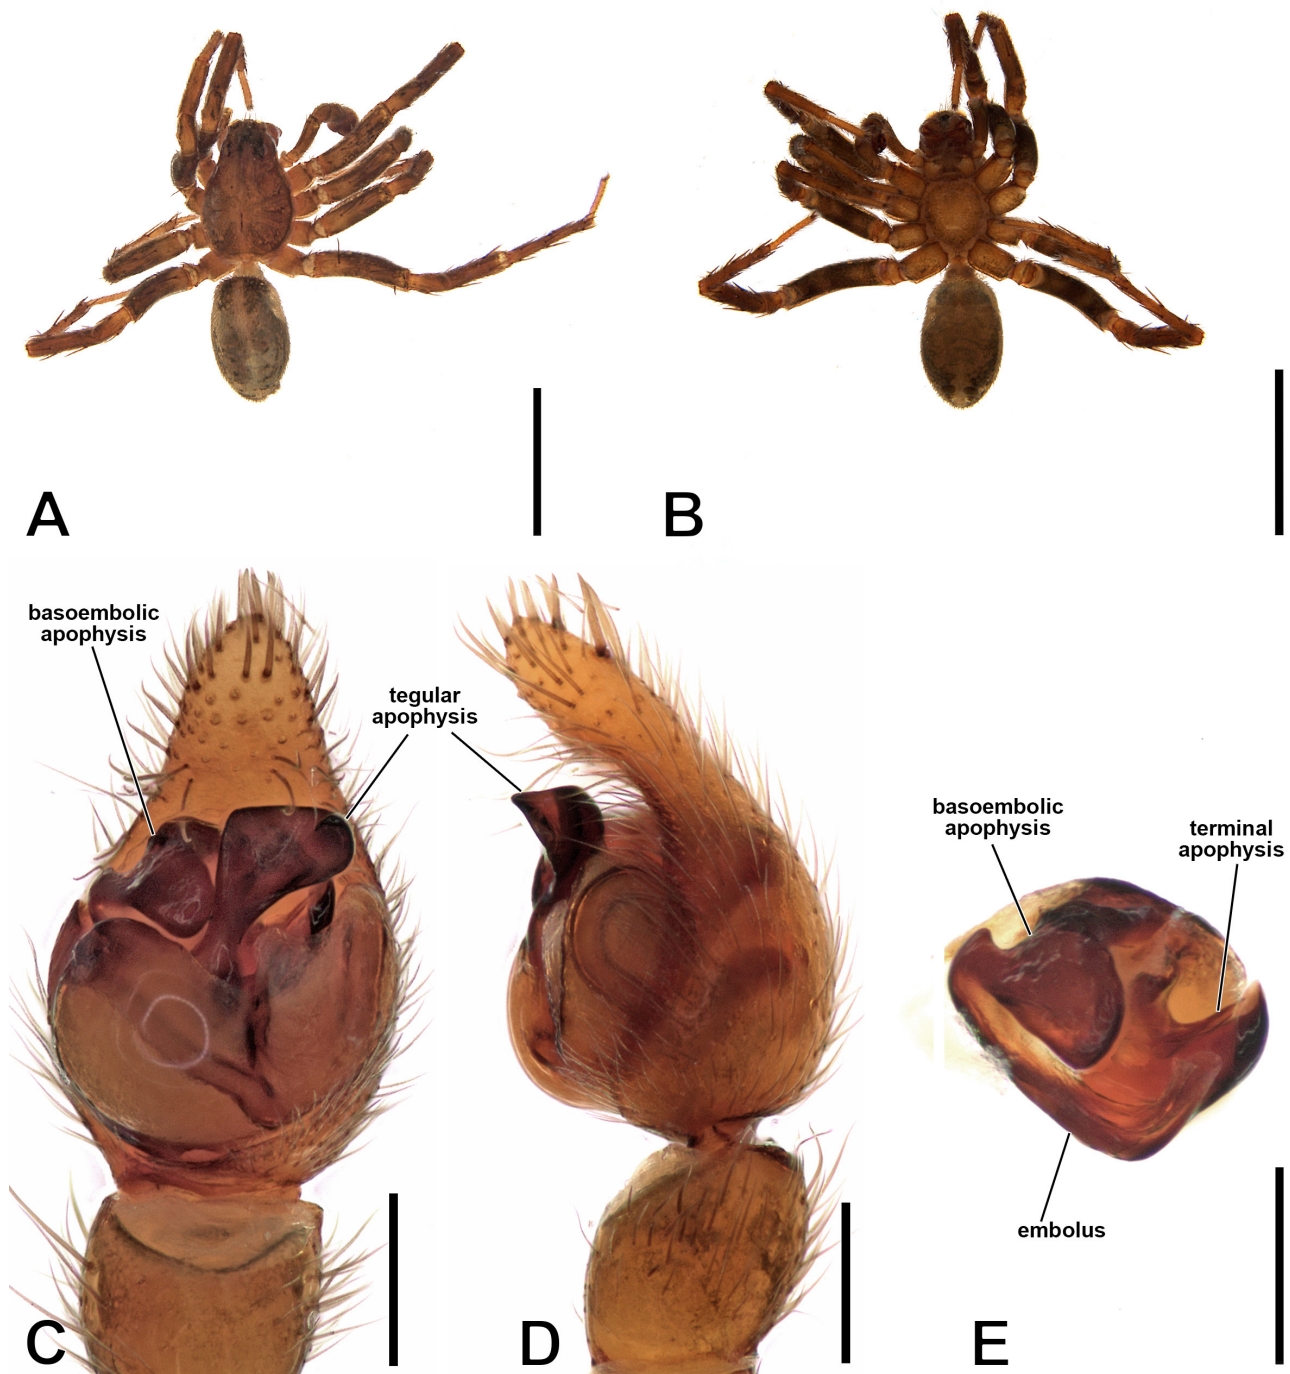 A
B
basoembolic
apophysis
tegular
apophysis
basoembolic
apophysis
terminal
apophysis
embolus
C
D
E